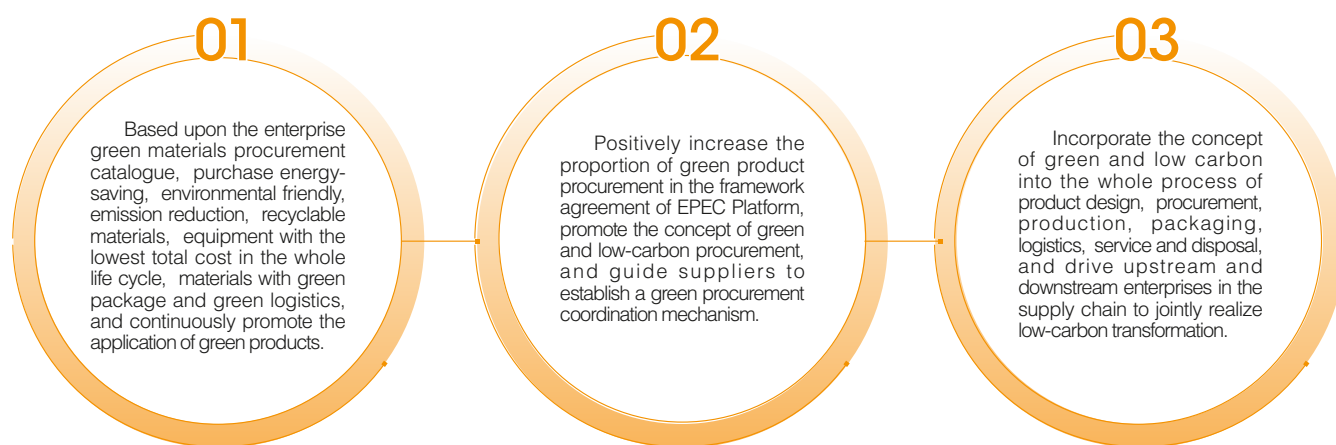 01
Based upon the enterprise
green materials procurement
catalogue, purchase energy-
saving, environmental friendly,
emission reduction, recyclable
materials, equipment with the
lowest total cost in the whole
life cycle, materials with green
package and green logistics,
and continuously promote the
application of green products.
02
Positively increase the
proportion of green product
procurement in the framework
agreement of EPEC Platform,
promote the concept of green
and low-carbon procurement,
and guide suppliers to
establish a green procurement
coordination mechanism.
03
Incorporate the concept
of green and low carbon
into the whole process of
product design, procurement,
production, packaging,
logistics, service and disposal,
and drive upstream and
downstream enterprises in the
supply chain to jointly realize
low-carbon transformation.